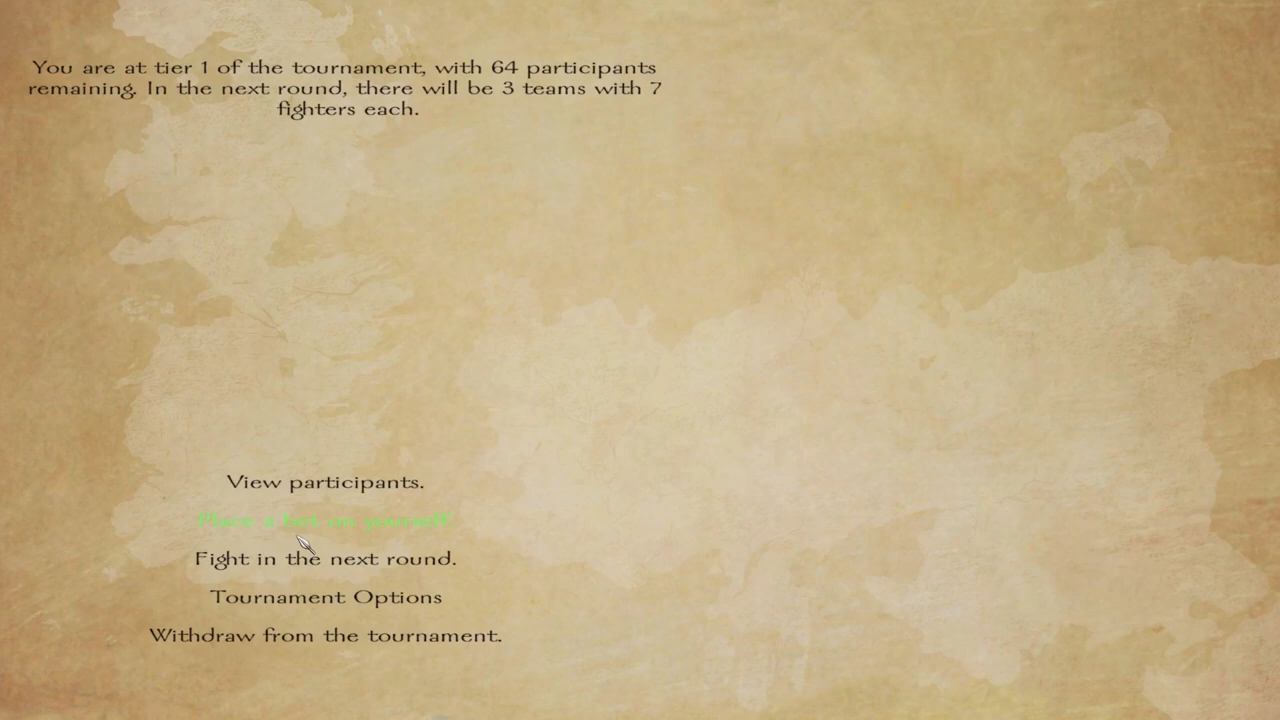 You are at tier 1 of the tournament, with 64 participants
remaining. In the next round, there will be 3 teams with 7
fighters each.
View participants.
Place a bet on yourself.
Fight in the next round.
Tournament Options
Withdraw from the tournament.